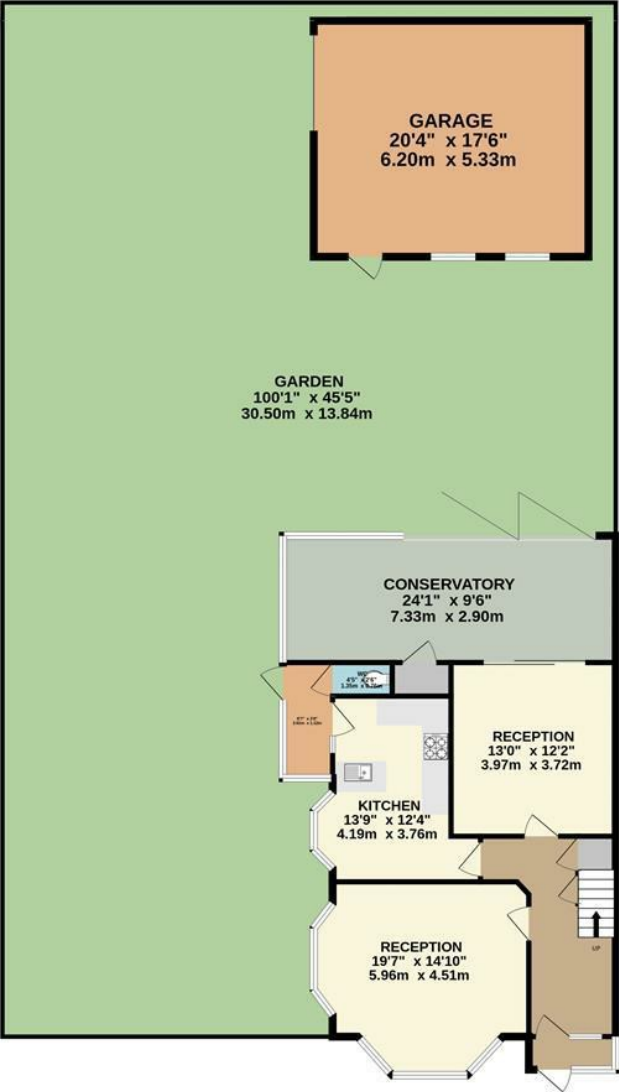 GARAGE
20'4" x 17'6"
6.20m x 5.33m
GARDEN
100'1" x 45'5"
30.50m x 13.84m
CONSERVATORY
24'1" x 9'6"
7.33m x 2.90m
RECEPTION
13'0" x 12'2"
3.97m x 3.72m
KITCHEN
13'9" x 12'4"
4.19m x 3.76m
RECEPTION
19'7" x 14'10"
5.96m x 4.51m
UP